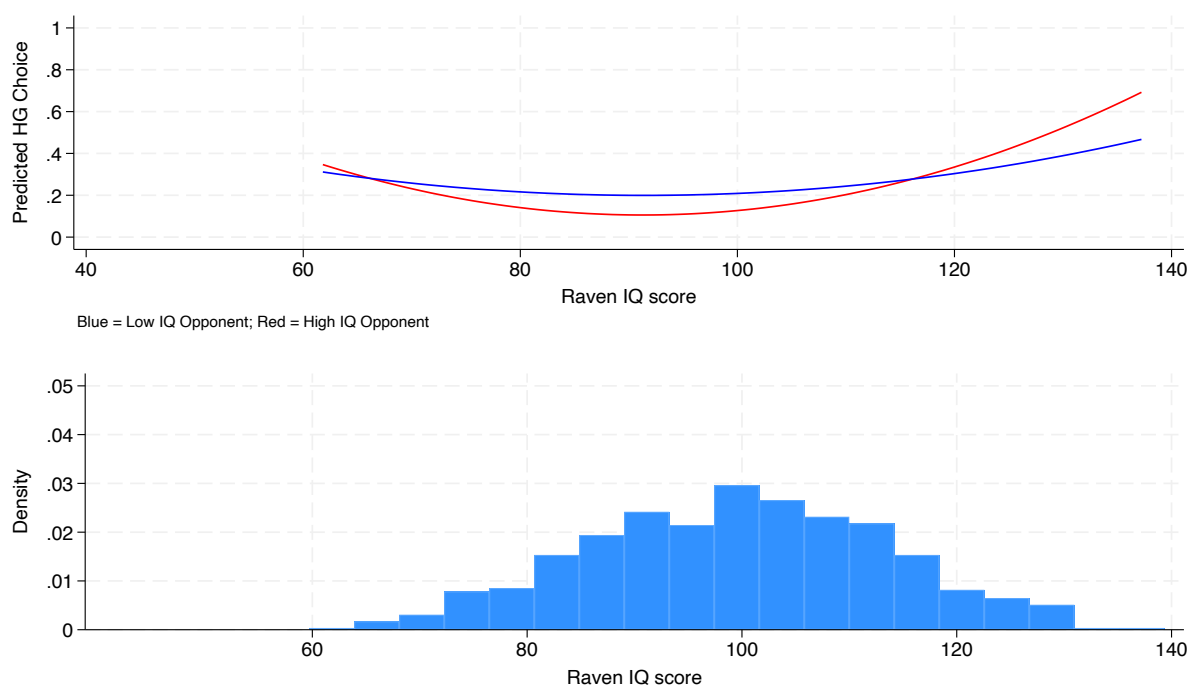 1
.8
.6
.4
.2
0
Predicted HG Choice
40 60 80 100 120 140
Raven IQ score
Blue = Low IQ Opponent; Red = High IQ Opponent
.05
.04
.03
.02
.01
0
Density
60 80 100 120 140
Raven IQ score